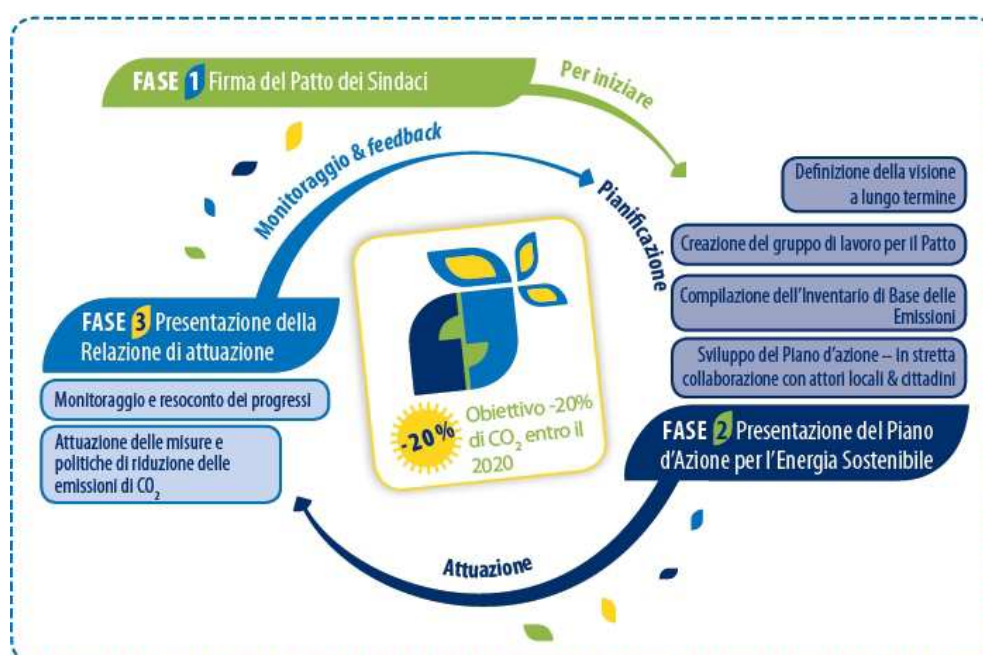 FASE 1 Firma del Patto dei Sindaci
Per iniziare
Monitoraggio & feedback
Pianificazione
Definizione della visione
a lungo termine
Creazione del gruppo di lavoro per il Patto
Compilazione dell'Inventario di Base delle
Emissioni
Sviluppo del Piano d'azione – in stretta
collaborazione con attori locali & cittadini
FASE 2 Presentazione del Piano
d'Azione per l'Energia Sostenibile
FASE 3 Presentazione della
Relazione di attuazione
Monitoraggio e resoconto dei progressi
Attuazione delle misure e
politiche di riduzione delle
emissioni di CO₂
-20%
Obiettivo -20%
di CO₂ entro il
2020
Attuazione